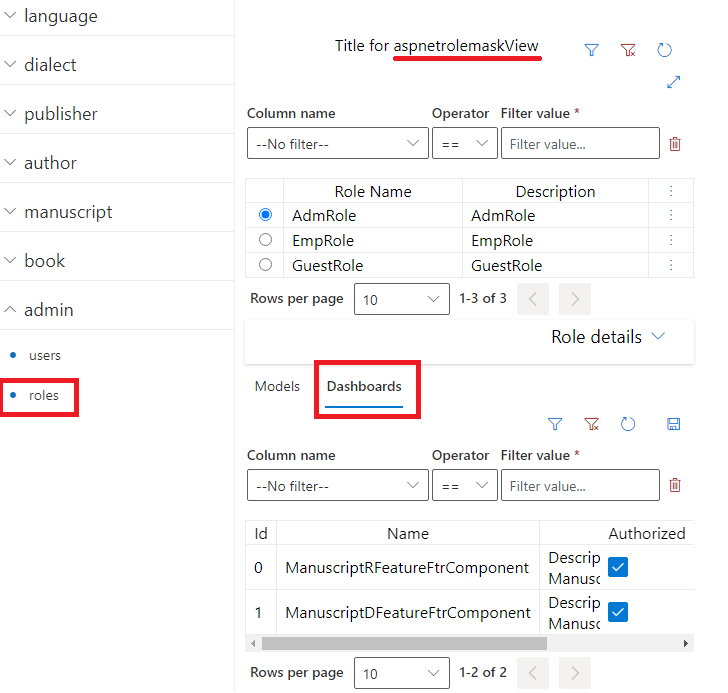 language
dialect
publisher
author
manuscript
book
admin
users
roles
Title for aspnetrolemaskView
Column name Operator Filter value *
--No filter-- == Filter value...
Role Name Description
AdmRole AdmRole
EmpRole EmpRole
GuestRole GuestRole
Rows per page 10 1-3 of 3
Role details
Models Dashboards
Column name Operator Filter value *
--No filter-- == Filter value...
Id Name Authorized
0 ManuscriptRFeatureFtrComponent Descrip
Manusc
1 ManuscriptDFeatureFtrComponent Descrip
Manusc
Rows per page 10 1-2 of 2